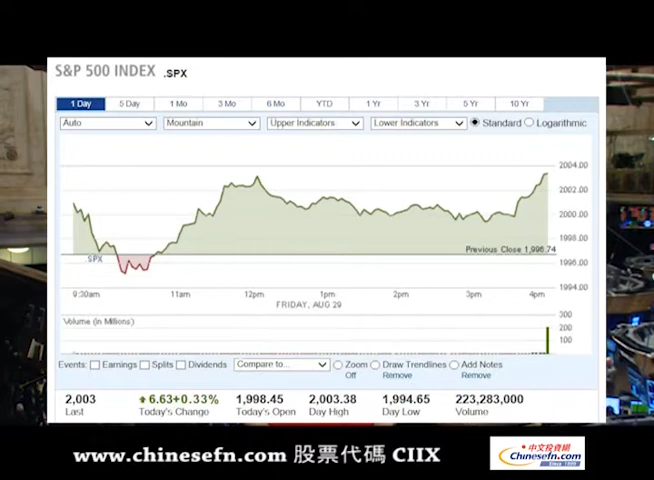 S&P 500 INDEX .SPX
1 Day 5 Day 1 Mo 3 Mo 6 Mo YTD 1 Yr 3 Yr 5 Yr 10 Yr
Auto Mountain Upper Indicators Lower Indicators Standard Logarithmic
2004.00
2002.00
2000.00
1998.00
Previous Close 1,996.74
.SPX
1996.00
1994.00
9:30am 11am 12pm 1pm 2pm 3pm 4pm
FRIDAY, AUG 29
Volume (In Millions)
300
200
100
Events: Earnings Splits Dividends Compare to... Zoom Draw Trendlines Add Notes
Off Remove Remove
2,003 6.63+0.33% 1,998.45 2,003.38 1,994.65 223,283,000
Last Today's Change Today's Open Day High Day Low Volume
www.chinesefn.com 股票代碼 CIIX
中文投資網
Chinesefn.com
Since 1999